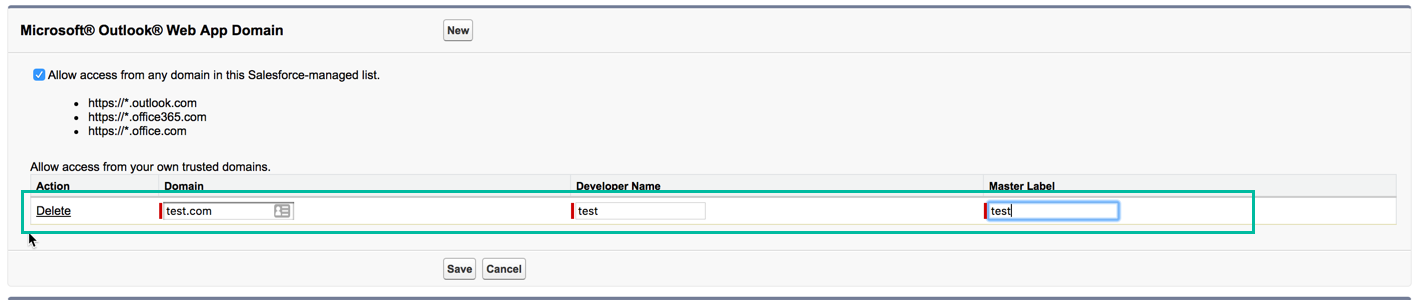 Microsoft® Outlook® Web App Domain New
Allow access from any domain in this Salesforce-managed list.
• https://*.outlook.com
• https://*.office365.com
• https://*.office.com
Allow access from your own trusted domains.
Action Domain Developer Name Master Label
Delete test.com test test
Save Cancel